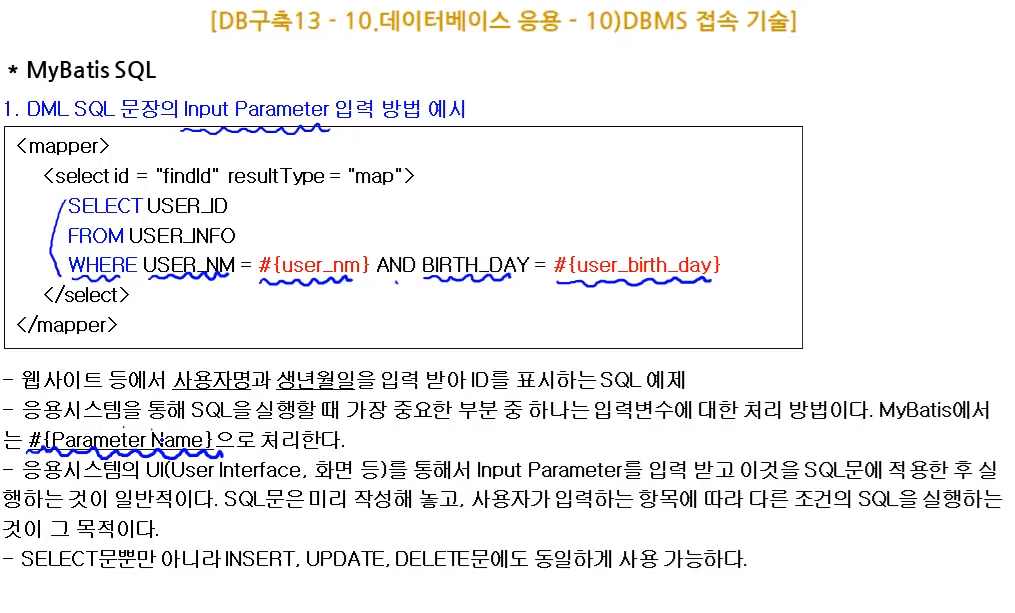 [DB구축13 - 10.데이터베이스 응용 - 10)DBMS 접속 기술]
* MyBatis SQL
1. DML SQL 문장의 Input Parameter 입력 방법 예시
<mapper>
<select id = "findId" resultType = "map">
SELECT USER_ID
FROM USER_INFO
WHERE USER_NM = #{user_nm} AND BIRTH_DAY = #{user_birth_day}
</select>
</mapper>
- 웹사이트 등에서 사용자명과 생년월일을 입력 받아 ID를 표시하는 SQL 예제
- 응용시스템을 통해 SQL을 실행할 때 가장 중요한 부분 중 하나는 입력변수에 대한 처리 방법이다. MyBatis에서
는 #{Parameter Name}으로 처리한다.
- 응용시스템의 UI(User Interface, 화면 등)를 통해서 Input Parameter를 입력 받고 이것을 SQL문에 적용한 후 실
행하는 것이 일반적이다. SQL문은 미리 작성해 놓고, 사용자가 입력하는 항목에 따라 다른 조건의 SQL을 실행하는
것이 그 목적이다.
- SELECT문뿐만 아니라 INSERT, UPDATE, DELETE문에도 동일하게 사용 가능하다.